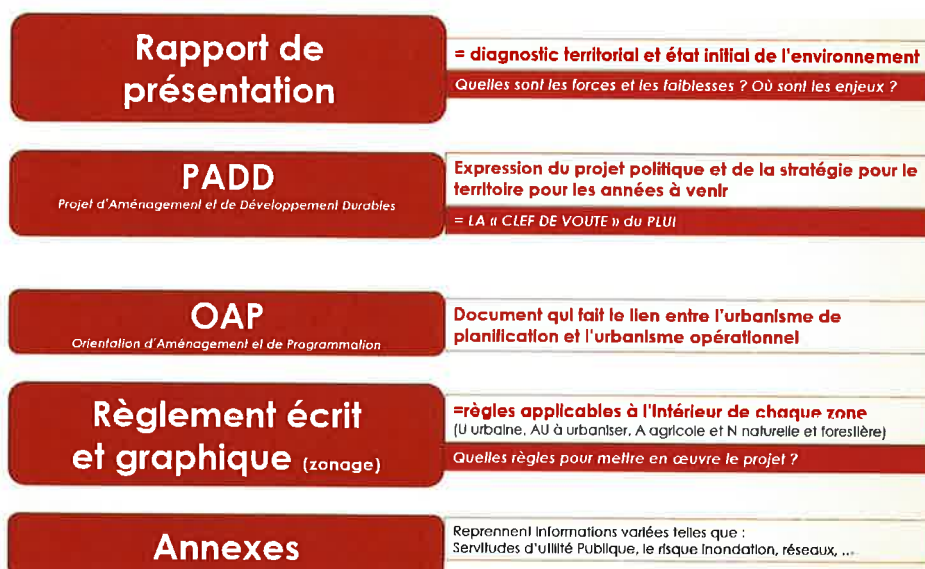 Rapport de
présentation
= diagnostic territorial et état initial de l'environnement
Quelles sont les forces et les faiblesses ? Où sont les enjeux ?
PADD
Projet d'Aménagement et de Développement Durables
Expression du projet politique et de la stratégie pour le
territoire pour les années à venir
= LA « CLEF DE VOUTE » du PLUi
OAP
Orientation d'Aménagement et de Programmation
Document qui fait le lien entre l'urbanisme de
planification et l'urbanisme opérationnel
Règlement écrit
et graphique (zonage)
=règles applicables à l'intérieur de chaque zone
(U urbaine, AU à urbaniser, A agricole et N naturelle et forestière)
Quelles règles pour mettre en œuvre le projet ?
Annexes
Reprennent informations variées telles que :
Servitudes d'utilité Publique, le risque inondation, réseaux, ...